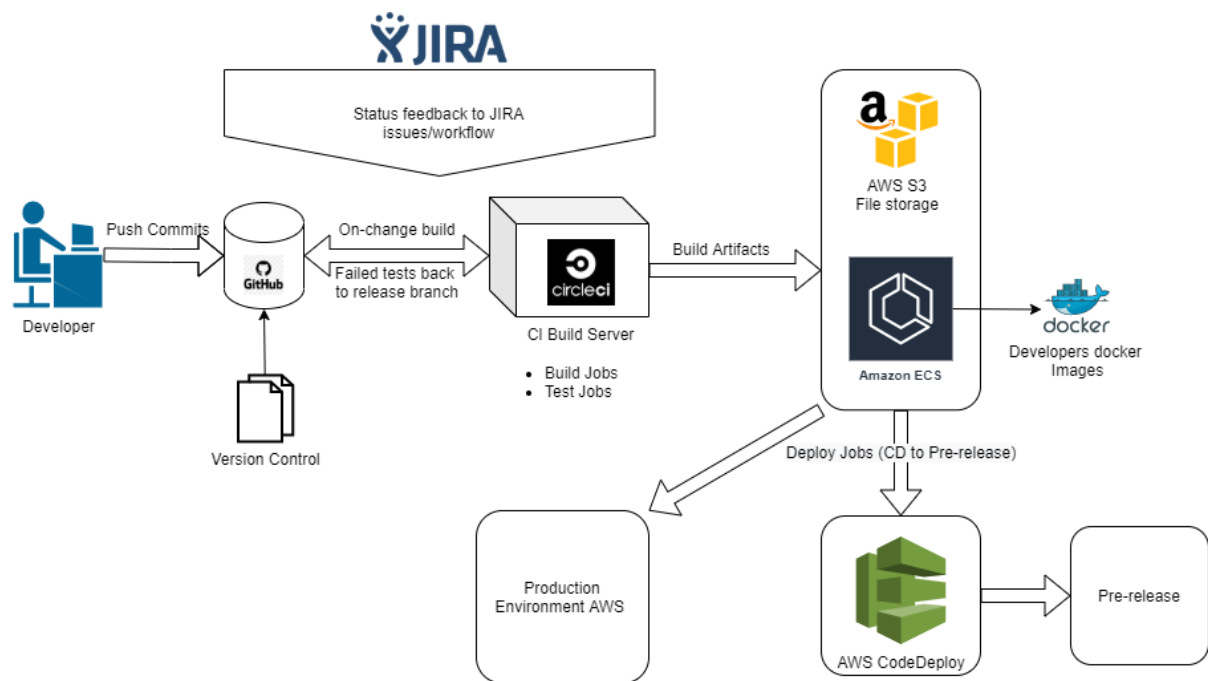 JIRA
Status feedback to JIRA
issues/workflow
a
AWS S3
File storage
Push Commits
On-change build
Build Artifacts
GitHub
Failed tests back
to release branch
circleci
Developer
CI Build Server
docker
Developers docker
Images
Amazon ECS
Build Jobs
Test Jobs
Version Control
Deploy Jobs (CD to Pre-release)
Production
Environment AWS
Pre-release
AWS CodeDeploy